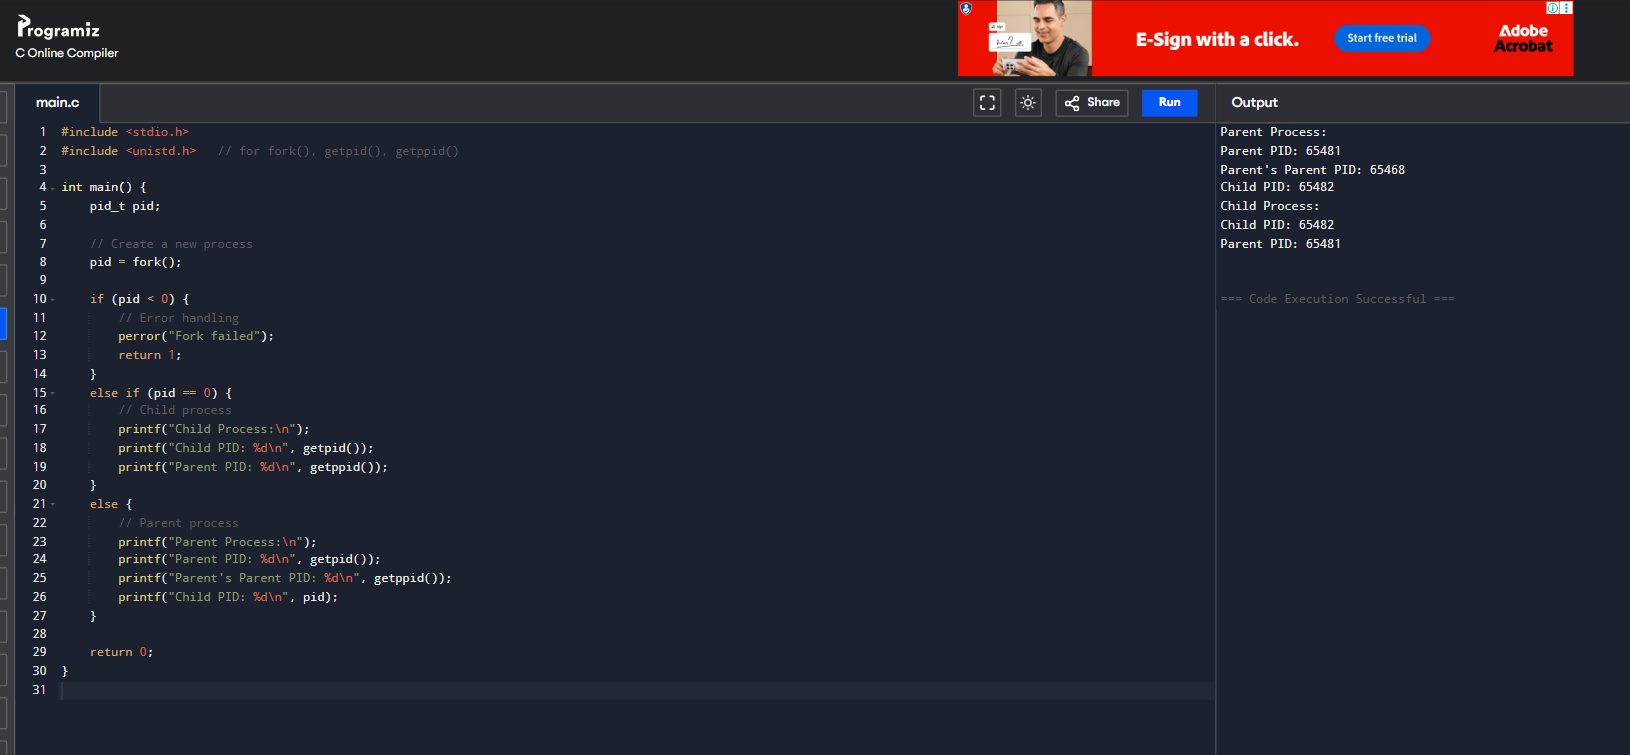 Programiz
C Online Compiler
E-Sign with a click.
Start free trial
Adobe
Acrobat
main.c
Share
Run
Output
1 #include <stdio.h>
2 #include <unistd.h>   // for fork(), getpid(), getppid()
3
4 int main() {
5     pid_t pid;
6
7     // Create a new process
8     pid = fork();
9
10     if (pid < 0) {
11         // Error handling
12         perror("Fork failed");
13         return 1;
14     }
15     else if (pid == 0) {
16         // Child process
17         printf("Child Process:\n");
18         printf("Child PID: %d\n", getpid());
19         printf("Parent PID: %d\n", getppid());
20     }
21     else {
22         // Parent process
23         printf("Parent Process:\n");
24         printf("Parent PID: %d\n", getpid());
25         printf("Parent's Parent PID: %d\n", getppid());
26         printf("Child PID: %d\n", pid);
27     }
28
29     return 0;
30 }
31
Parent Process:
Parent PID: 65481
Parent's Parent PID: 65468
Child PID: 65482
Child Process:
Child PID: 65482
Parent PID: 65481
=== Code Execution Successful ===